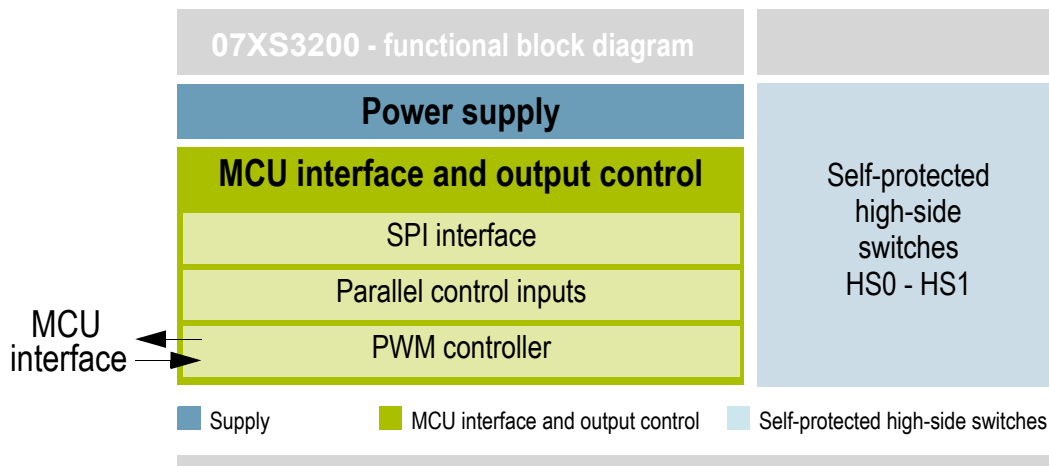 07XS3200 - functional block diagram
Power supply
MCU interface and output control
SPI interface
Parallel control inputs
PWM controller
MCU
interface
Self-protected
high-side
switches
HS0 - HS1
Supply
MCU interface and output control
Self-protected high-side switches